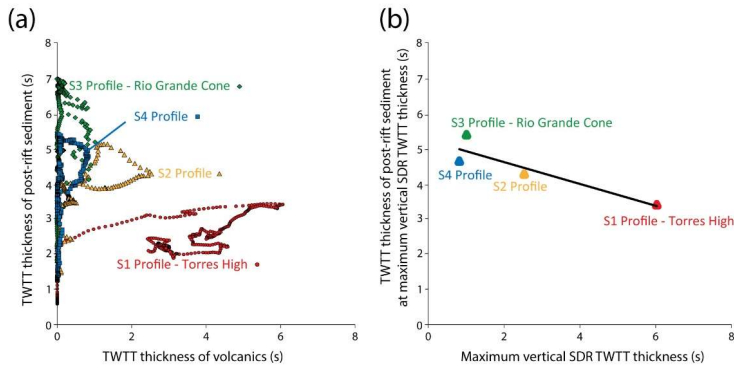 (a)
TWTT thickness of post-rift sediment (s)
8
7
6
5
4
3
2
1
0
S3 Profile - Rio Grande Cone
S4 Profile
S2 Profile
S1 Profile - Torres High
0
2
4
6
8
TWTT thickness of volcanics (s)
(b)
TWTT thickness of post-rift sediment
at maximum vertical SDR TWTT thickness (s)
8
7
6
5
4
3
2
1
0
S3 Profile - Rio Grande Cone
S4 Profile
S2 Profile
S1 Profile - Torres High
0
2
4
6
8
Maximum vertical SDR TWTT thickness (s)